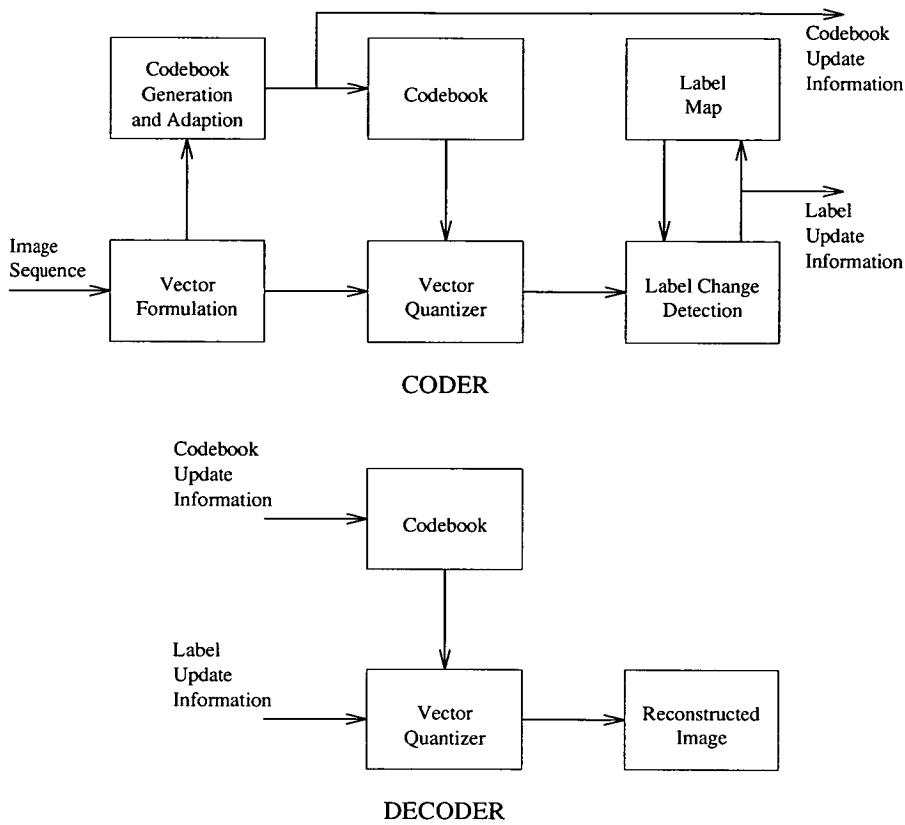 Codebook
Generation
and Adaption
Codebook
Label
Map
Codebook
Update
Information
Image
Sequence
Vector
Formulation
Vector
Quantizer
Label Change
Detection
Label
Update
Information
CODER
Codebook
Update
Information
Codebook
Label
Update
Information
Vector
Quantizer
Reconstructed
Image
DECODER